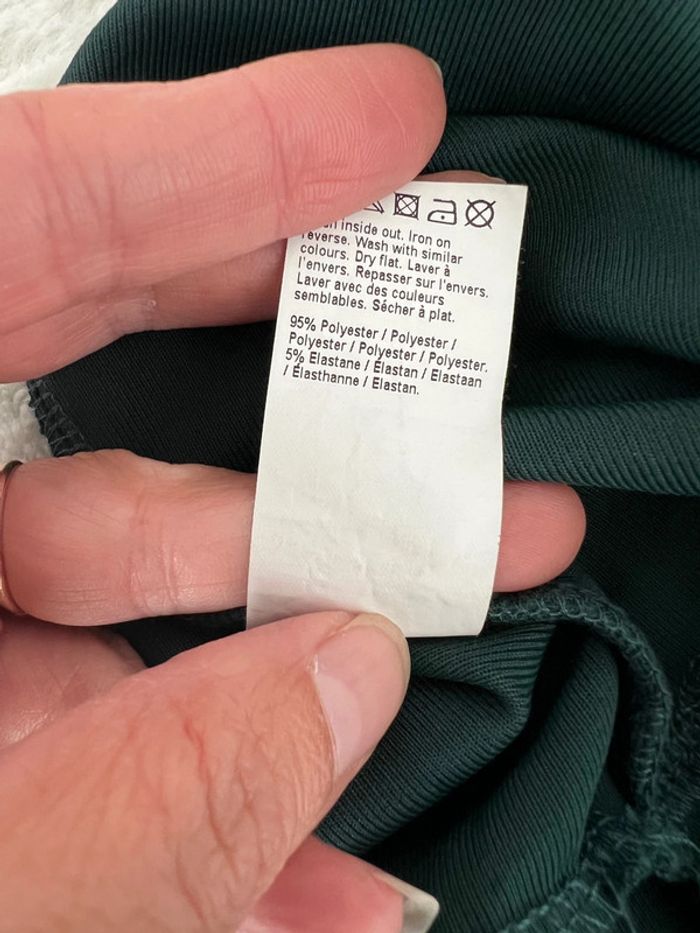 inside out. Iron on
reverse. Wash with similar
colours. Dry flat. Laver à
l'envers. Repasser sur l'envers.
Laver avec des couleurs
semblables. Sécher à plat.
95% Polyester / Polyester /
Polyester / Polyester / Polyester.
5% Elastane / Élastan / Elastaan
/ Élasthanne / Elastan.